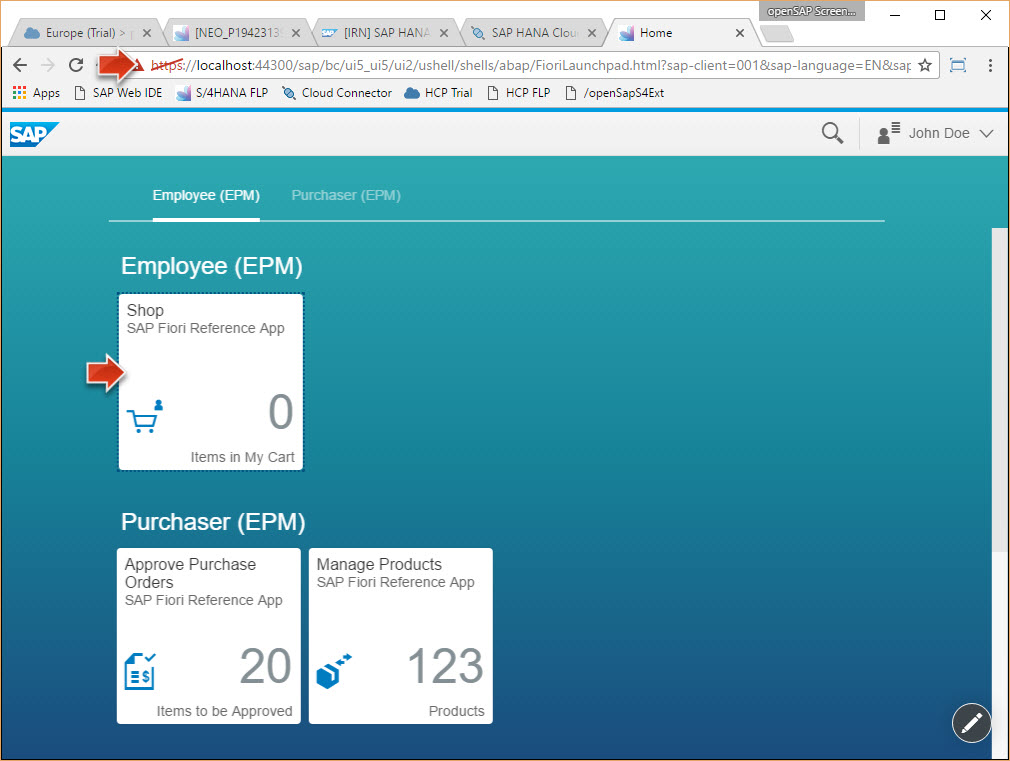 openSAP Screen...
Europe (Trial) >
[NEO_P1942313
[IRN] SAP HANA
SAP HANA Clou
Home
https://localhost:44300/sap/bc/ui5_ui5/ui2/ushell/shells/abap/FioriLaunchpad.html?sap-client=001&sap-language=EN&sap
Apps
SAP Web IDE
S/4HANA FLP
Cloud Connector
HCP Trial
HCP FLP
/openSapS4Ext
SAP
John Doe
Employee (EPM)
Purchaser (EPM)
Employee (EPM)
Shop
SAP Fiori Reference App
0
Items in My Cart
Purchaser (EPM)
Approve Purchase
Orders
SAP Fiori Reference App
20
Items to be Approved
Manage Products
SAP Fiori Reference App
123
Products